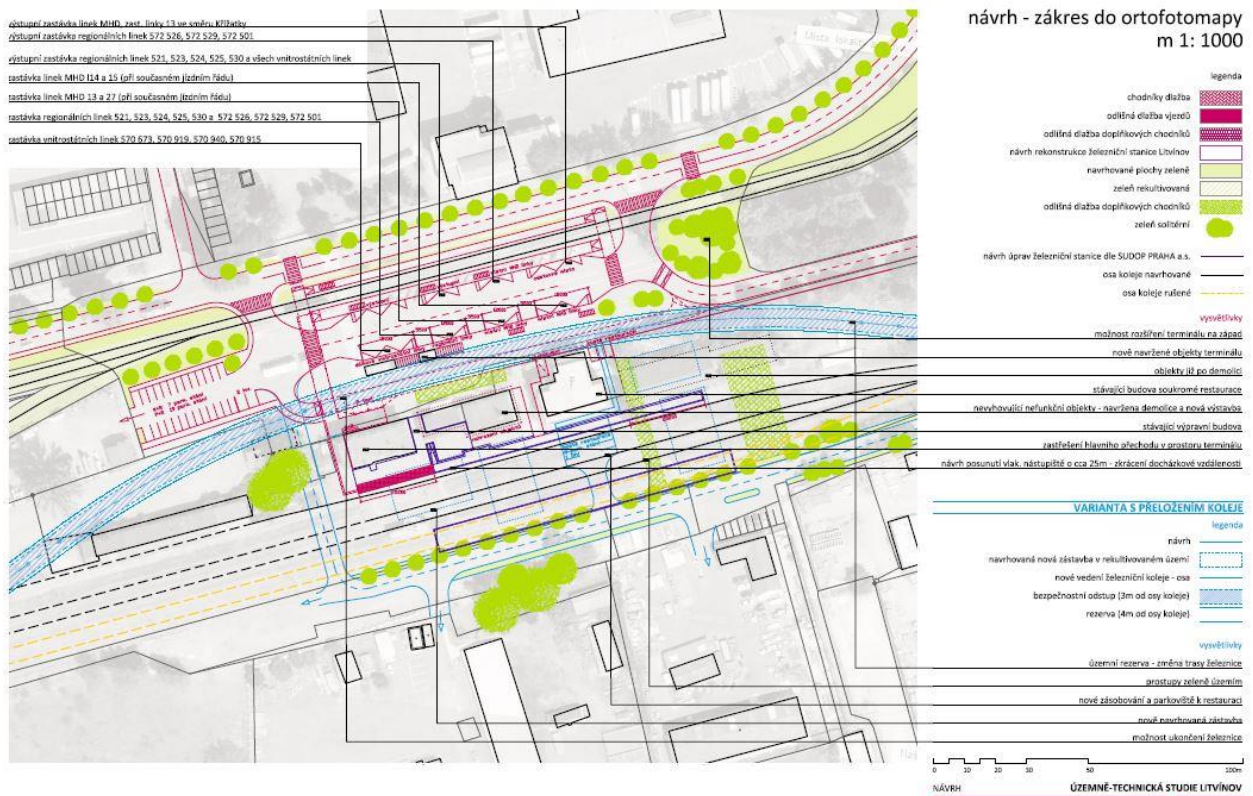 výstupní zastávka linek MHD, zast. linky 13 ve směru Křižatky
výstupní zastávka regionálních linek 572 526, 572 529, 572 501
výstupní zastávka regionálních linek 521, 523, 524, 525, 530 a všech vnitrostátních linek
zastávka linek MHD I14 a 15 (při současném jízdním řádu)
zastávka linek MHD 13 a 27 (při současném jízdním řádu)
zastávka regionálních linek 521, 523, 524, 525, 530 a 572 526, 572 529, 572 501
zastávka vnitrostátních linek 570 673, 570 919, 570 940, 570 915
návrh - zákres do ortofotomapy
m 1: 1000
legenda
chodníky dlažba
odlišná dlažba vjezdů
odlišná dlažba doplňkových chodníků
návrh rekonstrukce železniční stanice Litvínov
navrhované plochy zeleně
zeleň rekultivovaná
odlišná dlažba doplňkových chodníků
zeleň solitérní
návrh úprav železniční stanice dle SUDOP PRAHA a.s.
osa koleje navrhované
osa koleje rušené
vysvětlivky
možnost rozšíření terminálu na západ
nově navržené objekty terminálu
objekty již po demolici
stávající budova soukromé restaurace
nevyhovující nefunkční objekty - navržena demolice a nová výstavba
stávající výpravní budova
zastřešení hlavního přechodu v prostoru terminálu
návrh posunutí vlak. nástupiště o cca 25m - zkrácení docházkové vzdálenosti
VARIANTA S PŘELOŽENÍM KOLEJE
legenda
návrh
navrhovaná nová zástavba v rekultivovaném území
nové vedení železniční koleje - osa
bezpečnostní odstup (3m od osy koleje)
rezerva (4m od osy koleje)
vysvětlivky
územní rezerva - změna trasy železnice
prostupy zeleně územím
nové zásobování a parkoviště k restauraci
nově navrhovaná zástavba
možnost ukončení železnice
0 10 20 30 50 100m
NÁVRH
ÚZEMNĚ-TECHNICKÁ STUDIE LITVÍNOV